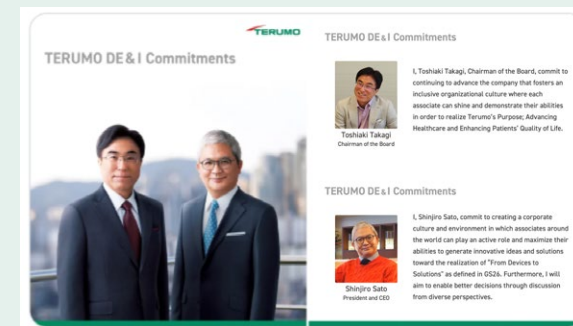 TERUMO
TERUMO DE&I Commitments
TERUMO DE&I Commitments
Toshiaki Takagi
Chairman of the Board
I, Toshiaki Takagi, Chairman of the Board, commit to
continuing to advance the company that fosters an
inclusive organizational culture where each
associate can shine and demonstrate their abilities
in order to realize Terumo's Purpose; Advancing
Healthcare and Enhancing Patients' Quality of Life.
TERUMO DE&I Commitments
Shinjiro Sato
President and CEO
I, Shinjiro Sato, commit to creating a corporate
culture and environment in which associates around
the world can play an active role and maximize their
abilities to generate innovative ideas and solutions
toward the realization of "From Devices to
Solutions" as defined in GS26. Furthermore, I will
aim to enable better decisions through discussion
from diverse perspectives.